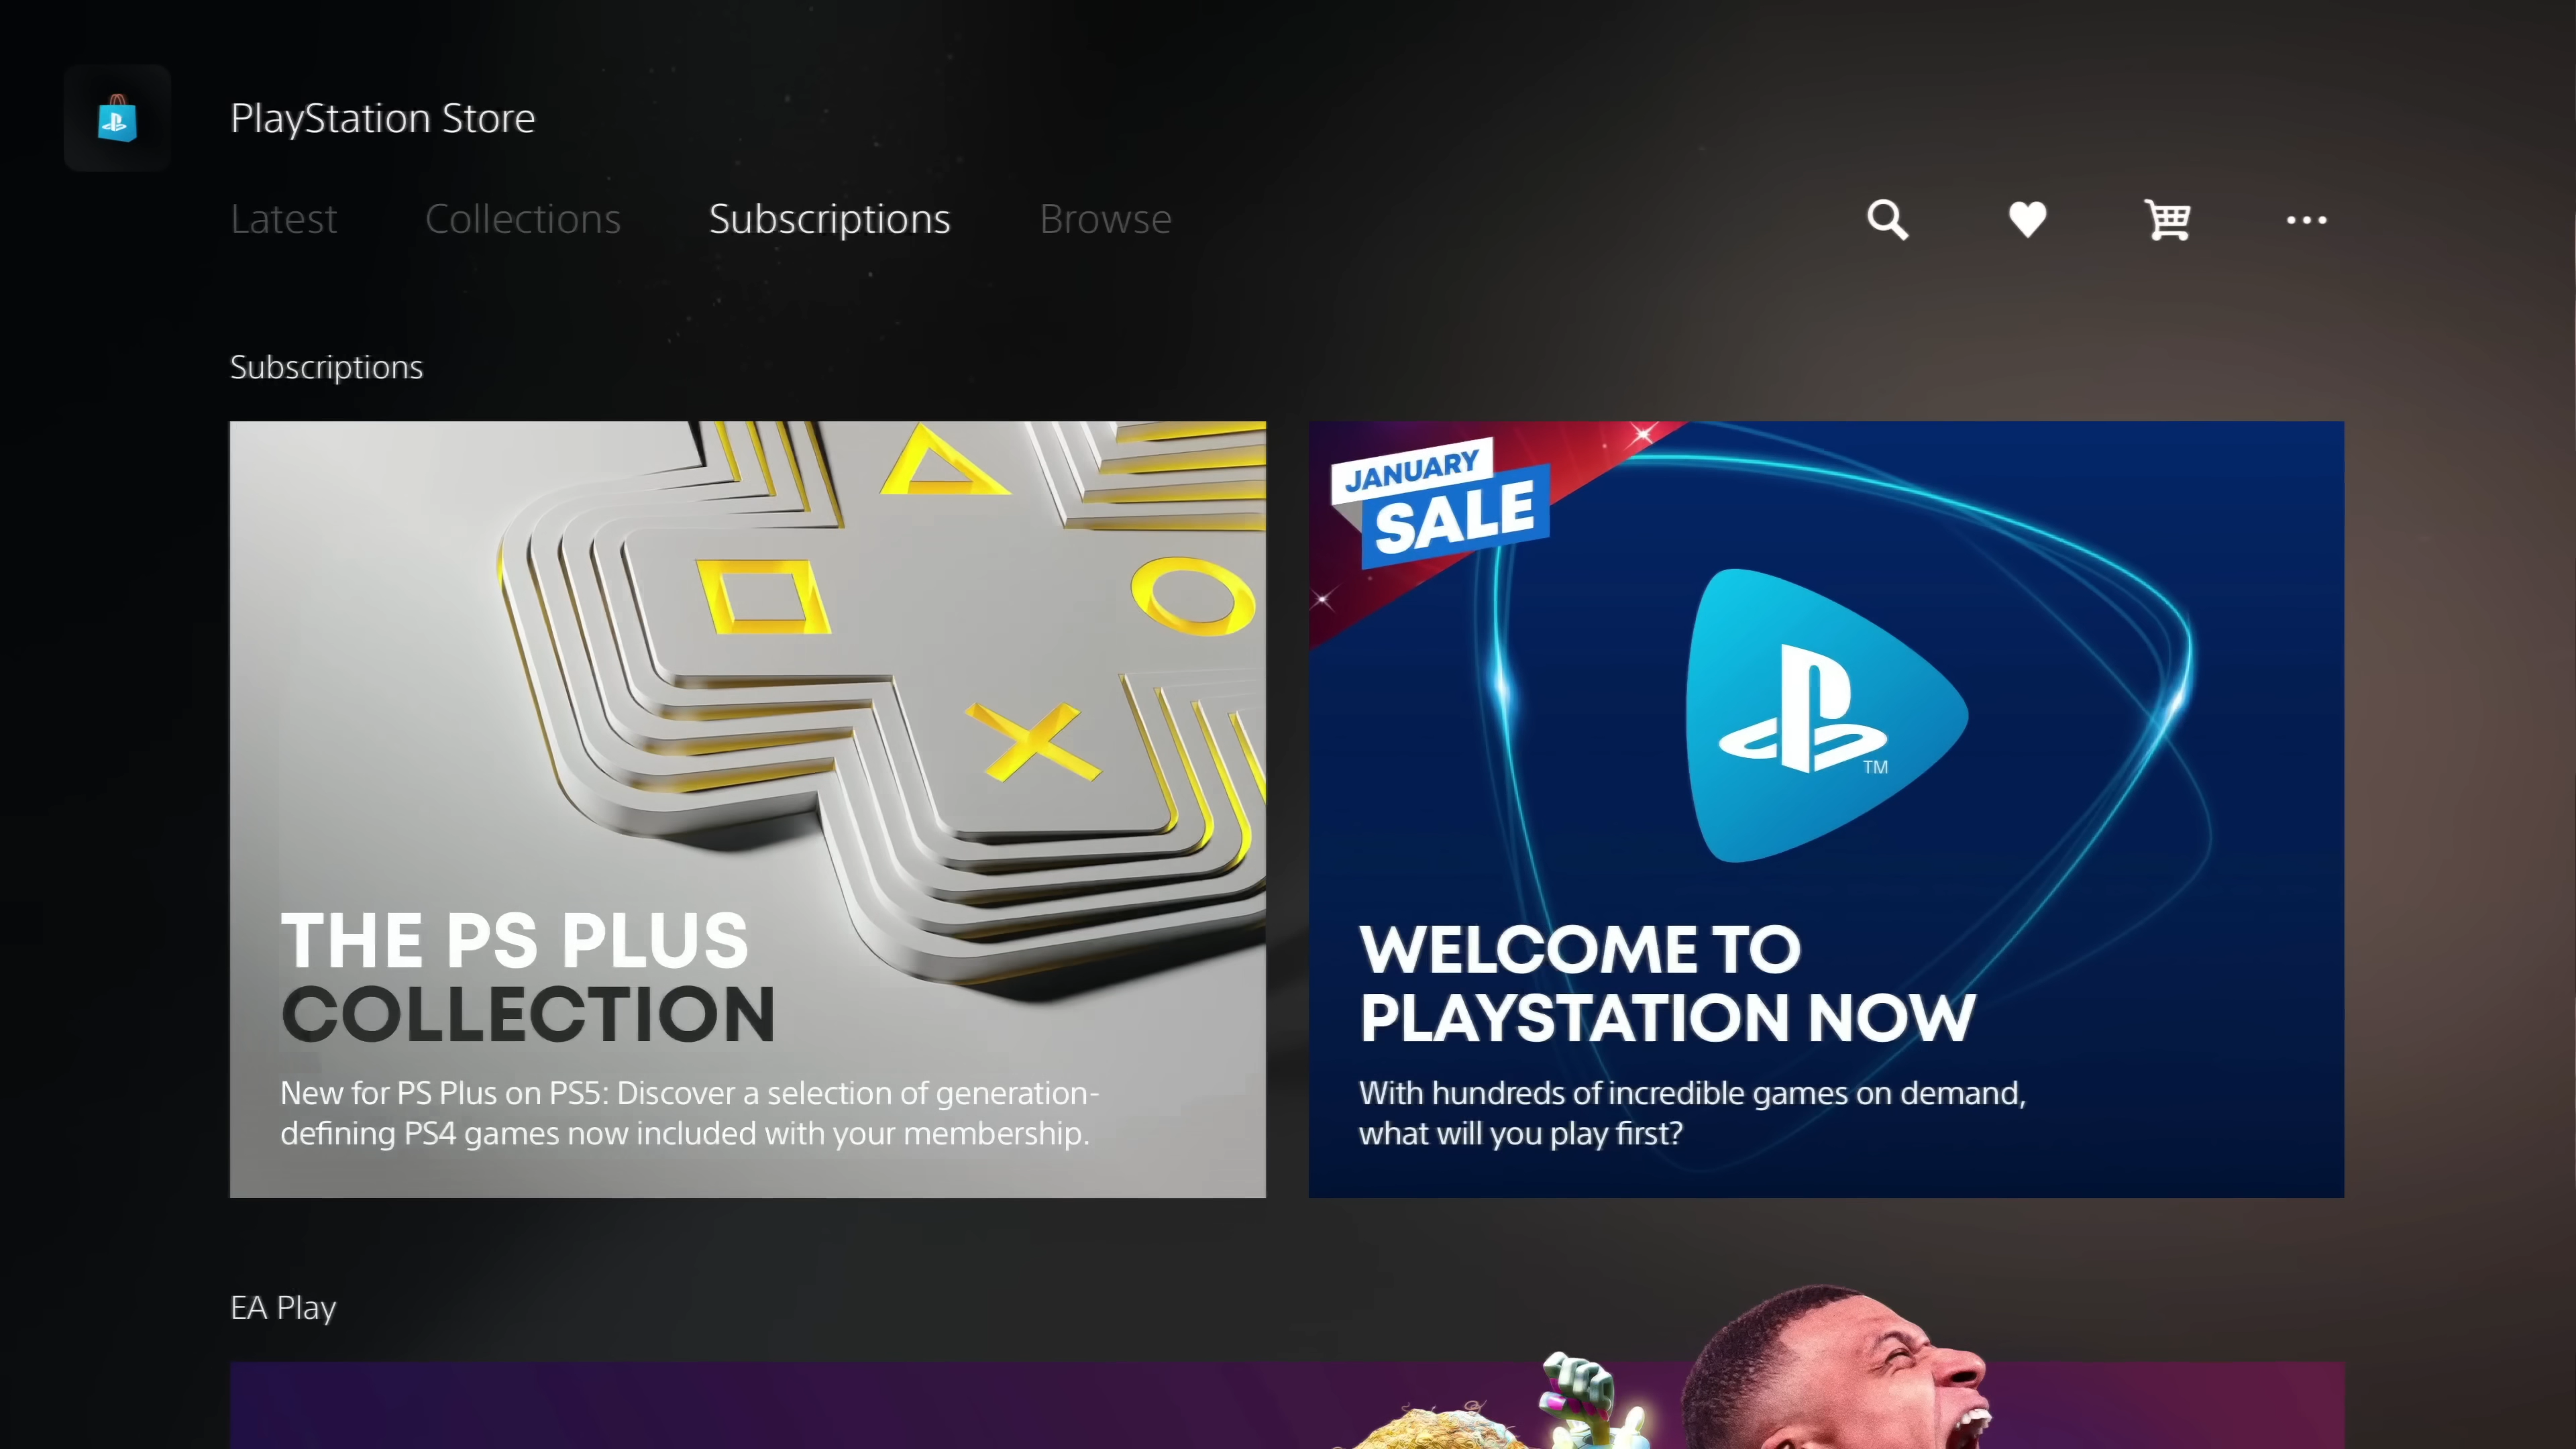 PlayStation Store
Latest
Collections
Subscriptions
Browse
Subscriptions
THE PS PLUS
COLLECTION
New for PS Plus on PS5: Discover a selection of generation-
defining PS4 games now included with your membership.
JANUARY
SALE
TM
WELCOME TO
PLAYSTATION NOW
With hundreds of incredible games on demand,
what will you play first?
EA Play